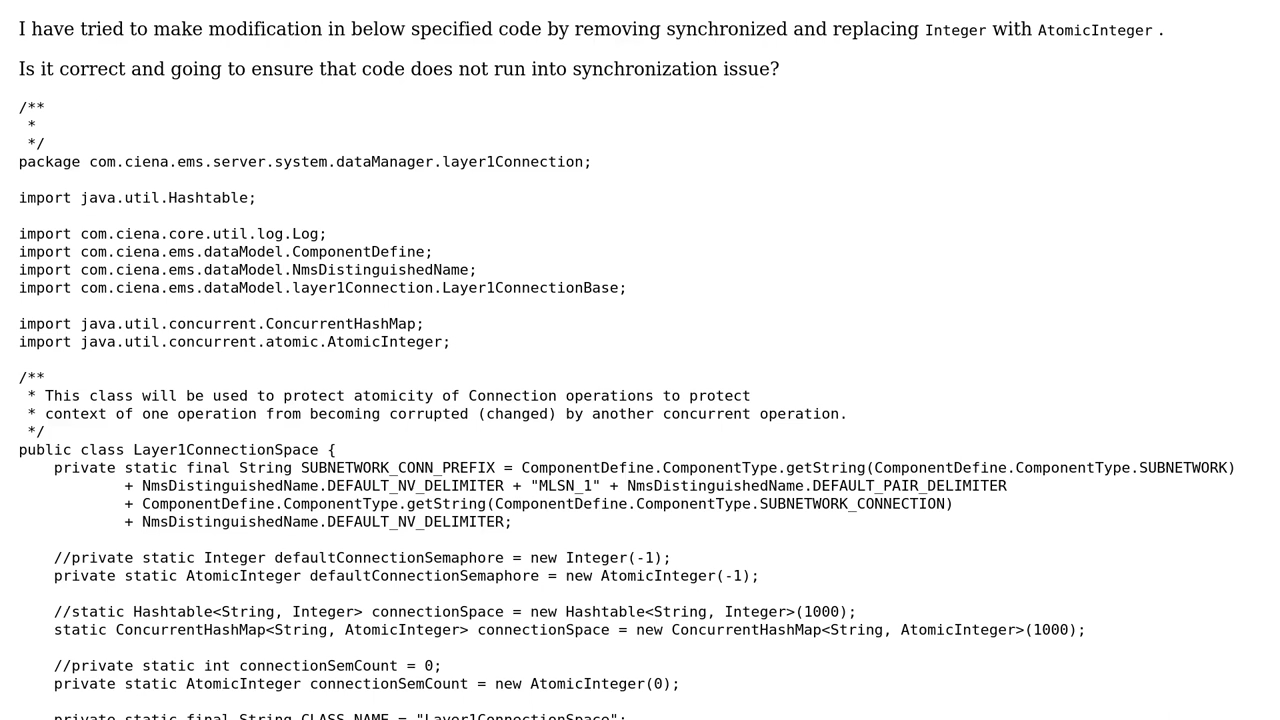 I have tried to make modification in below specified code by removing synchronized and replacing Integer with AtomicInteger .
Is it correct and going to ensure that code does not run into synchronization issue?
/**
 *
 */
package com.ciena.ems.server.system.dataManager.layer1Connection;
import java.util.Hashtable;
import com.ciena.core.util.log.Log;
import com.ciena.ems.dataModel.ComponentDefine;
import com.ciena.ems.dataModel.NmsDistinguishedName;
import com.ciena.ems.dataModel.layer1Connection.Layer1ConnectionBase;
import java.util.concurrent.ConcurrentHashMap;
import java.util.concurrent.atomic.AtomicInteger;
/**
 * This class will be used to protect atomicity of Connection operations to protect
 * context of one operation from becoming corrupted (changed) by another concurrent operation.
 */
public class Layer1ConnectionSpace {
    private static final String SUBNETWORK_CONN_PREFIX = ComponentDefine.ComponentType.getString(ComponentDefine.ComponentType.SUBNETWORK)
            + NmsDistinguishedName.DEFAULT_NV_DELIMITER + "MLSN_1" + NmsDistinguishedName.DEFAULT_PAIR_DELIMITER
            + ComponentDefine.ComponentType.getString(ComponentDefine.ComponentType.SUBNETWORK_CONNECTION)
            + NmsDistinguishedName.DEFAULT_NV_DELIMITER;
    //private static Integer defaultConnectionSemaphore = new Integer(-1);
    private static AtomicInteger defaultConnectionSemaphore = new AtomicInteger(-1);
    //static Hashtable<String, Integer> connectionSpace = new Hashtable<String, Integer>(1000);
    static ConcurrentHashMap<String, AtomicInteger> connectionSpace = new ConcurrentHashMap<String, AtomicInteger>(1000);
    //private static int connectionSemCount = 0;
    private static AtomicInteger connectionSemCount = new AtomicInteger(0);
    private static final String CLASS_NAME = "Layer1ConnectionSpace";